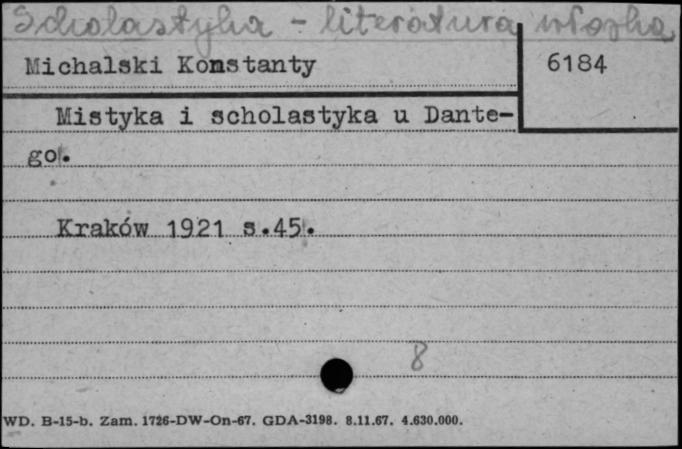 Scholastyka - literatura włoska
Michalski Konstanty
6184
Mistyka i scholastyka u Dante-
go.
Kraków 1921 s.45.
8
WD. B-15-b. Zam. 1726-DW-On-67. GDA-3198. 8.11.67. 4.630.000.